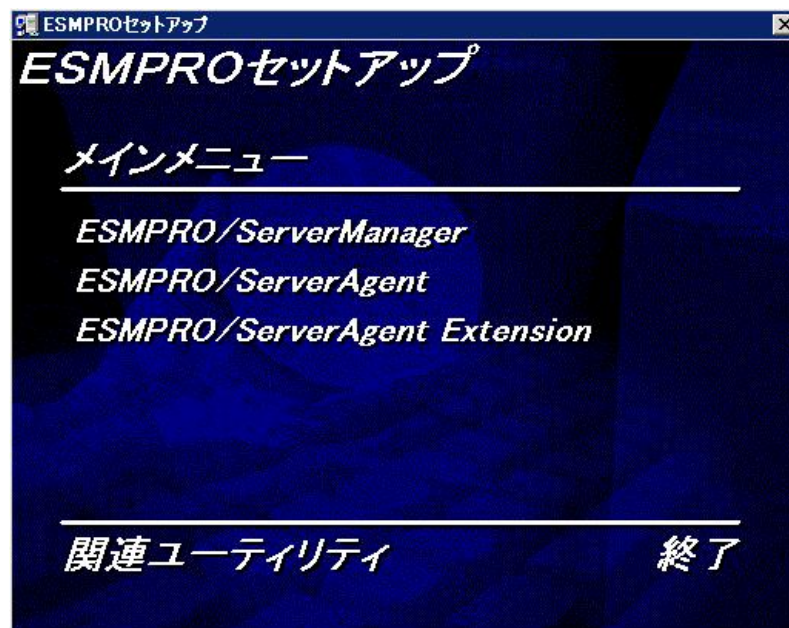 ESMPROセットアップ
ESMPROセットアップ
メインメニュー
ESMPRO/ServerManager
ESMPRO/ServerAgent
ESMPRO/ServerAgent Extension
関連ユーティリティ 終了